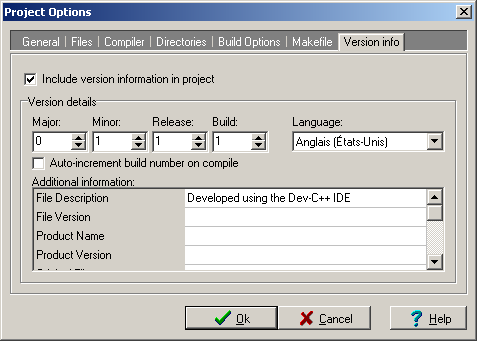 Project Options
General Files Compiler Directories Build Options Makefile Version info
Include version information in project
Version details
Major: Minor: Release: Build: Language:
0 1 1 1 Anglais (États-Unis)
Auto-increment build number on compile
Additional information:
File Description Developed using the Dev-C++ IDE
File Version
Product Name
Product Version
Ok Cancel Help